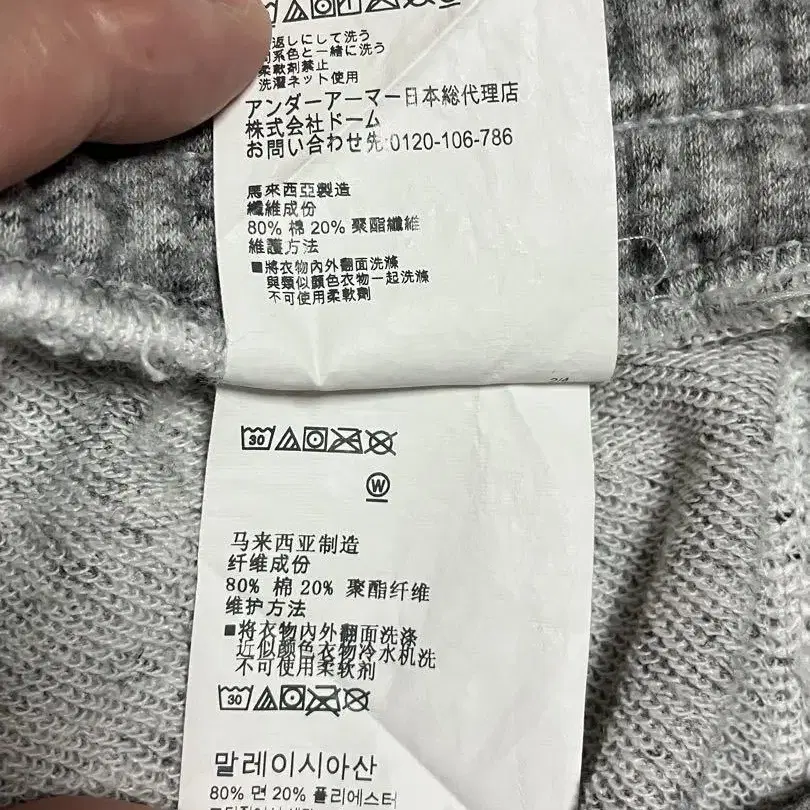 返しにして洗う
系色と一緒に洗う
柔軟剤禁止
洗濯ネット使用
アンダーアーマー日本総代理店
株式会社ドーム
お問い合わせ先:0120-106-786
馬來西亞製造
纖維成份
80% 棉 20% 聚酯纖維
維護方法
■將衣物內外翻面洗滌
與類似顏色衣物一起洗滌
不可使用柔軟劑
2/4
30
W
马来西亚制造
纤维成份
80% 棉 20% 聚酯纤维
维护方法
■将衣物内外翻面洗涤
近似颜色衣物冷水机洗
不可使用柔软剂
30
말레이시아산
80% 면 20% 폴리에스터